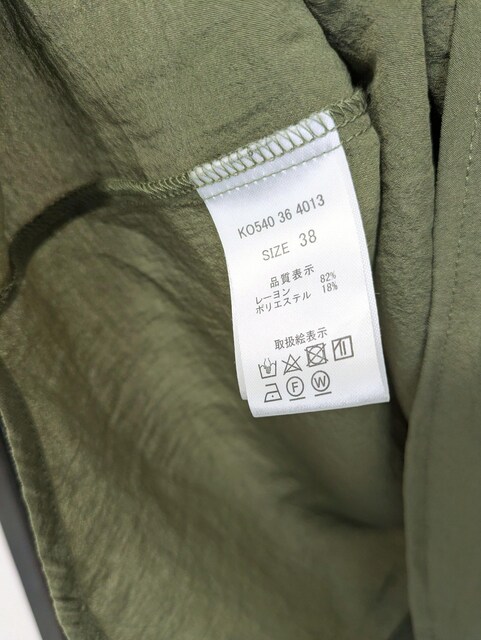 KO540 36 4013
SIZE 38
品質表示
レーヨン 82%
ポリエステル 18%
取扱絵表示
F W